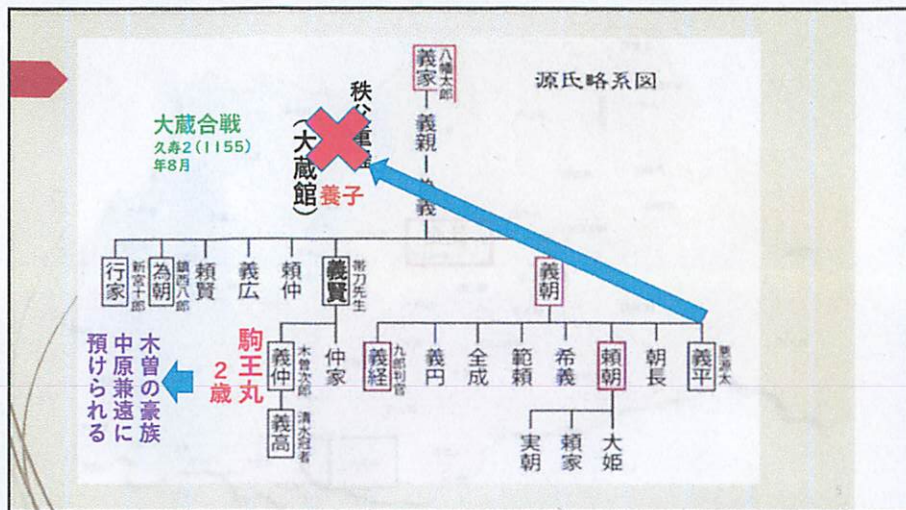 源氏略系図
八幡太郎
義家
義親
義
秩父重
(大蔵館)
養子
大蔵合戦
久寿2(1155)
年8月
義朝
帯刀先生
義賢
頼仲
義広
頼賢
鎮西八郎
為朝
新宮十郎
行家
悪源太
義平
朝長
頼朝
希義
範頼
全成
義円
九郎判官
義経
仲家
木曽次郎
義仲
駒王丸
2歳
木曽の豪族
中原兼遠に
預けられる
大姫
頼家
実朝
清水冠者
義高